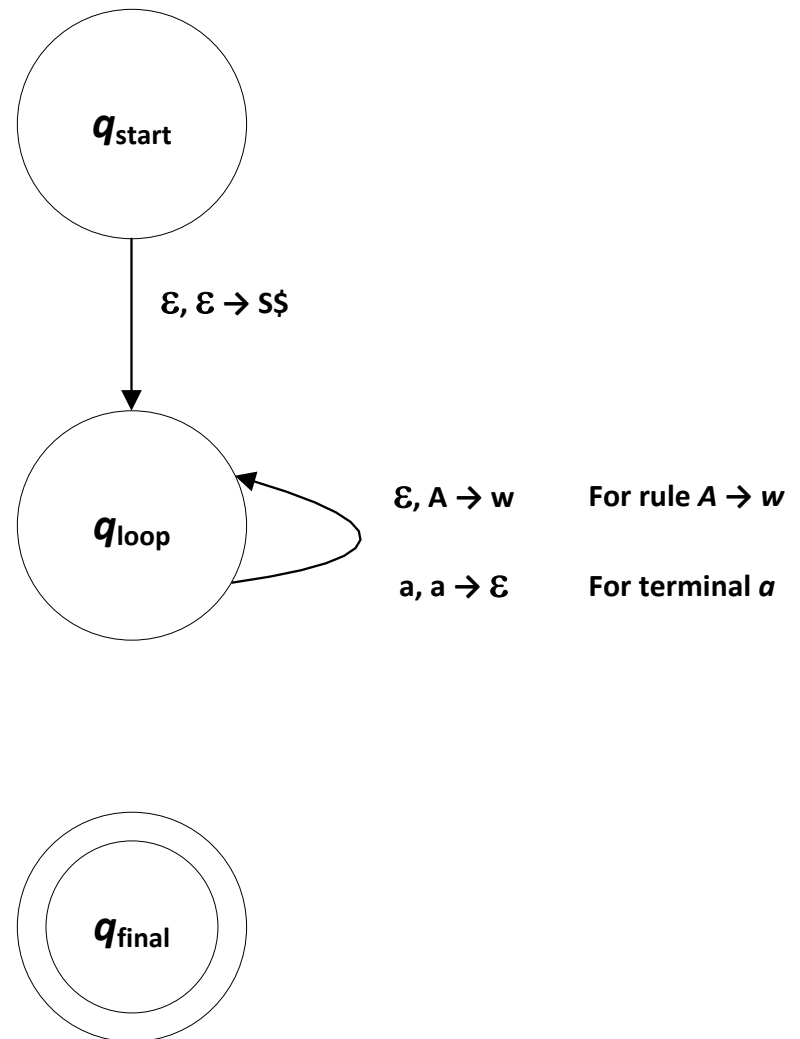 qstart
ε, ε → S$
ε, A → w For rule A → w
qloop
a, a → ε For terminal a
qfinal